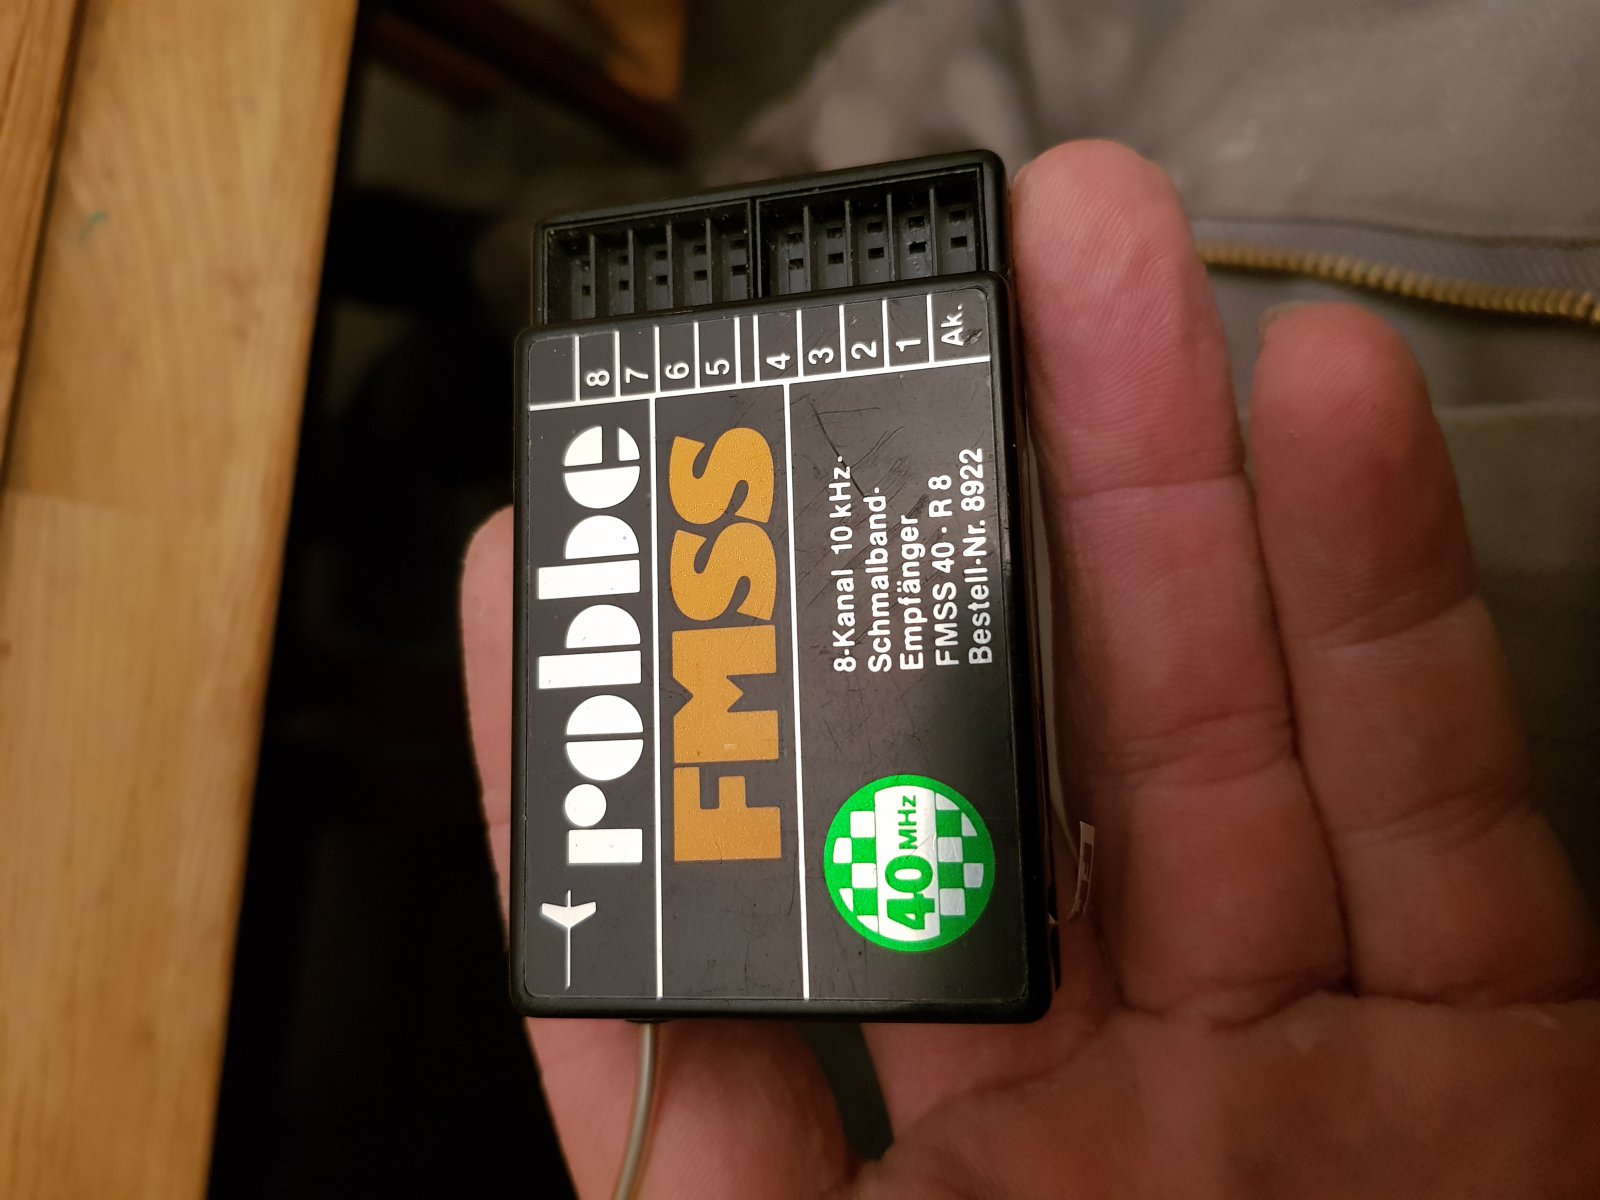 8
7
6
5
4
3
2
1
Ak.
robbe
FMSS
8-Kanal 10 kHz-
Schmalband-
Empfänger
FMSS 40 · R 8
Bestell-Nr. 8922
40 MHz